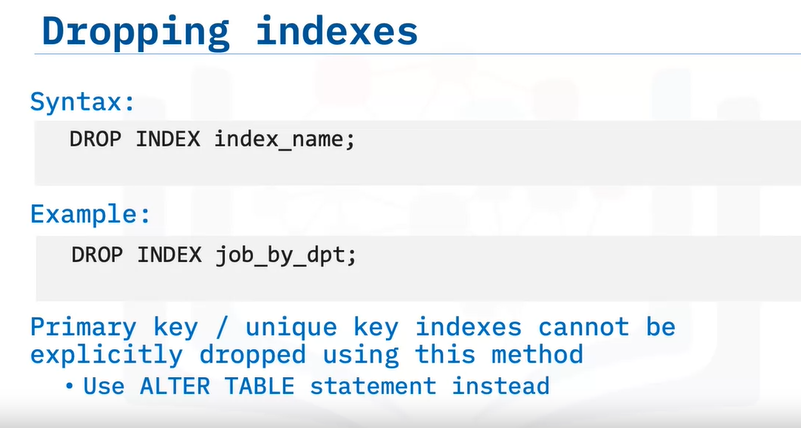 Dropping indexes
Syntax:
DROP INDEX index_name;
Example:
DROP INDEX job_by_dpt;
Primary key / unique key indexes cannot be
explicitly dropped using this method
• Use ALTER TABLE statement instead